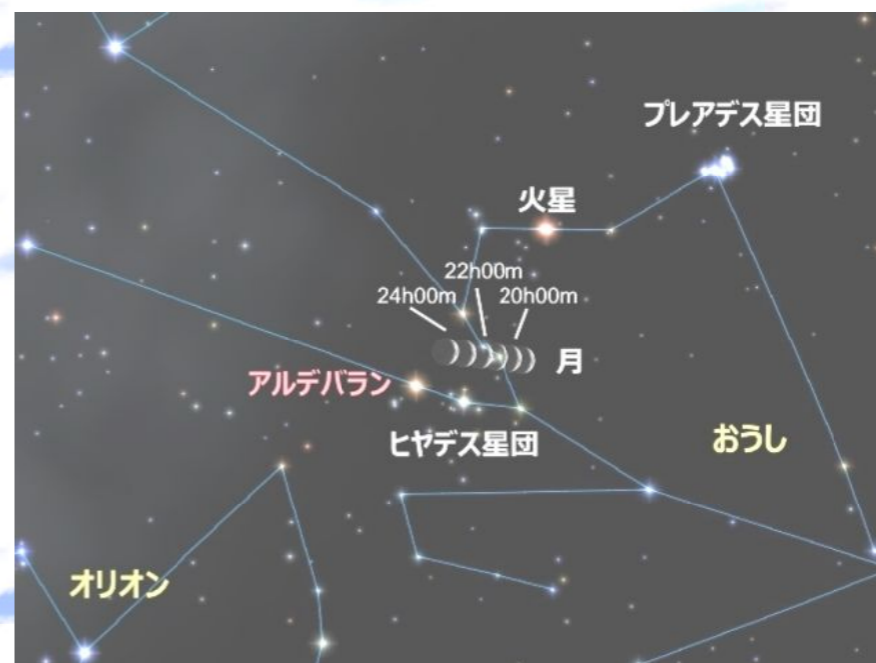 プレアデス星団
火星
22h00m
24h00m
20h00m
月
アルデバラン
ヒヤデス星団
おうし
オリオン